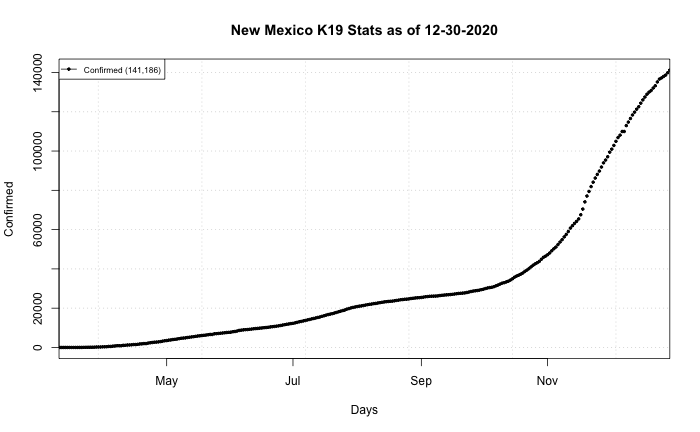 New Mexico K19 Stats as of 12-30-2020
Confirmed (141,186)
140000
100000
60000
20000
0
Confirmed
May Jul Sep Nov
Days